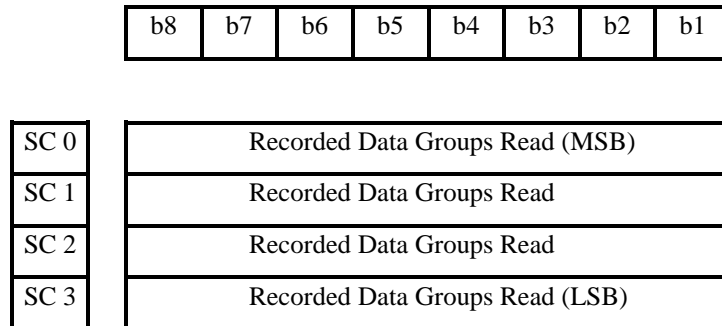 b8 b7 b6 b5 b4 b3 b2 b1
SC 0 Recorded Data Groups Read (MSB)
SC 1 Recorded Data Groups Read
SC 2 Recorded Data Groups Read
SC 3 Recorded Data Groups Read (LSB)